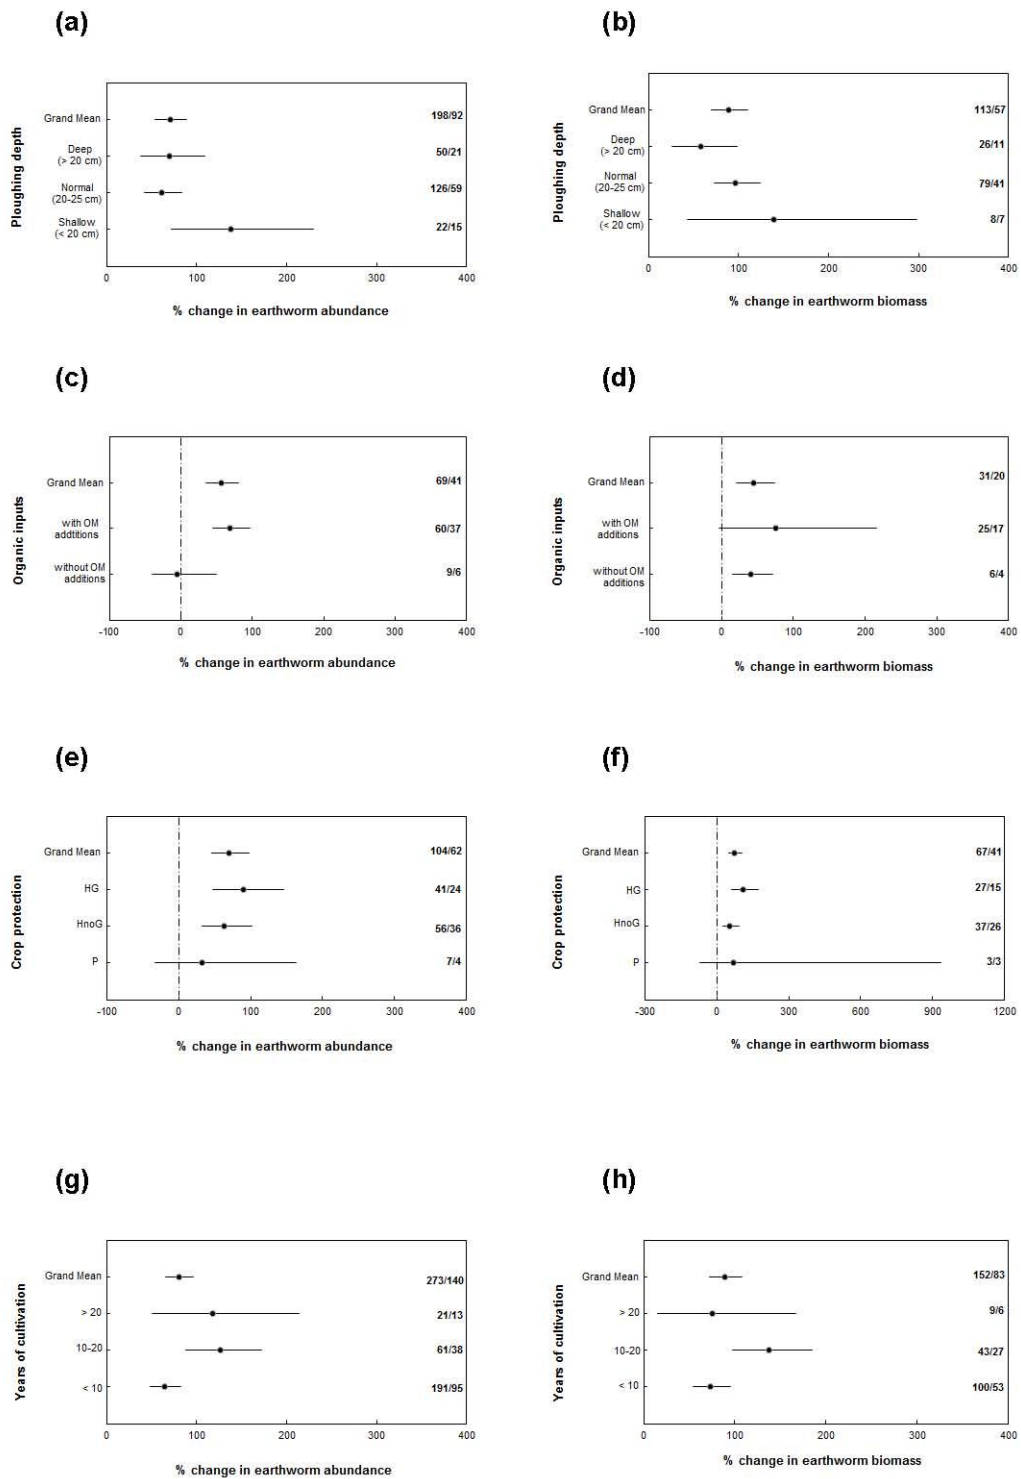 (a)
(b)
Ploughing depth
Grand Mean
198/92
Deep
(> 20 cm)
50/21
Normal
(20-25 cm)
126/59
Shallow
(< 20 cm)
22/15
0 100 200 300 400
% change in earthworm abundance
Ploughing depth
Grand Mean
113/57
Deep
(> 20 cm)
26/11
Normal
(20-25 cm)
79/41
Shallow
(< 20 cm)
8/7
0 100 200 300 400
% change in earthworm biomass
(c)
(d)
Organic inputs
Grand Mean
69/41
with OM
addtitions
60/37
without OM
additions
9/6
-100 0 100 200 300 400
% change in earthworm abundance
Organic inputs
Grand Mean
31/20
with OM
additions
25/17
without OM
additions
6/4
-100 0 100 200 300 400
% change in earthworm biomass
(e)
(f)
Crop protection
Grand Mean
104/62
HG
41/24
HnoG
56/36
P
7/4
-100 0 100 200 300 400
% change in earthworm abundance
Crop protection
Grand Mean
67/41
HG
27/15
HnoG
37/26
P
3/3
-300 0 300 600 900 1200
% change in earthworm biomass
(g)
(h)
Years of cultivation
Grand Mean
273/140
> 20
21/13
10-20
61/38
< 10
191/95
0 100 200 300 400
% change in earthworm abundance
Years of cultivation
Grand Mean
152/83
> 20
9/6
10-20
43/27
< 10
100/53
0 100 200 300 400
% change in earthworm biomass